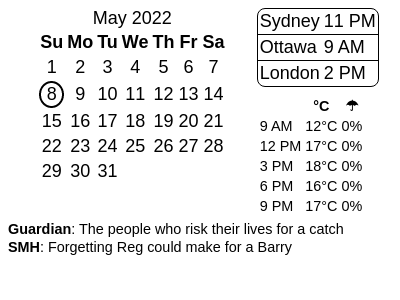 May 2022
Su Mo Tu We Th Fr Sa
1 2 3 4 5 6 7
8 9 10 11 12 13 14
15 16 17 18 19 20 21
22 23 24 25 26 27 28
29 30 31
Sydney 11 PM
Ottawa 9 AM
London 2 PM
°C ☂
9 AM 12°C 0%
12 PM 17°C 0%
3 PM 18°C 0%
6 PM 16°C 0%
9 PM 17°C 0%
Guardian: The people who risk their lives for a catch
SMH: Forgetting Reg could make for a Barry